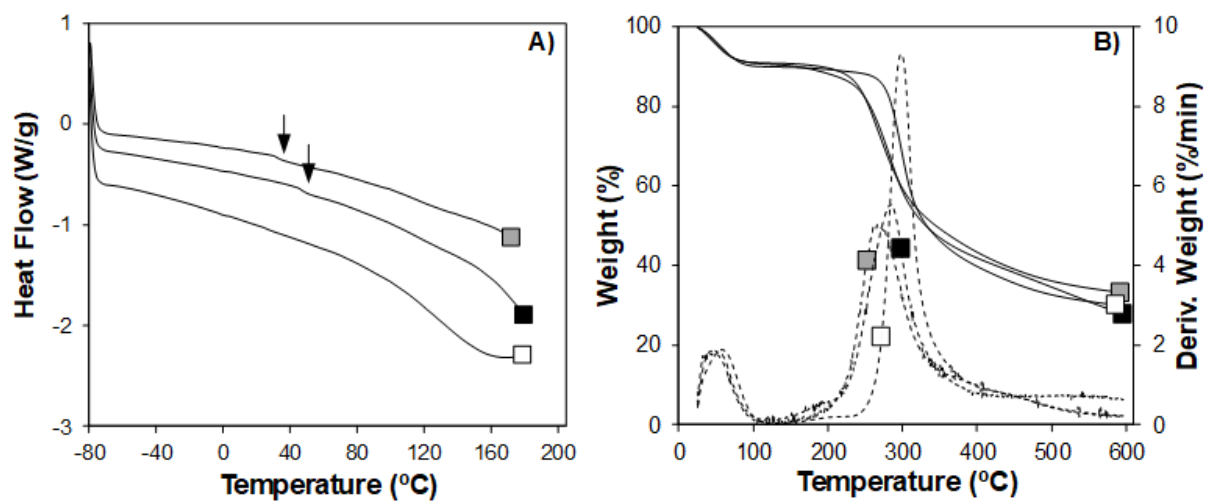 A)
Heat Flow (W/g)
1
0
-1
-2
-3
-80 -40 0 40 80 120 160 200
Temperature (ºC)
B)
Weight (%)
100
80
60
40
20
0
0 100 200 300 400 500 600
Temperature (ºC)
10
8
6
4
2
0
Deriv. Weight (%/min)